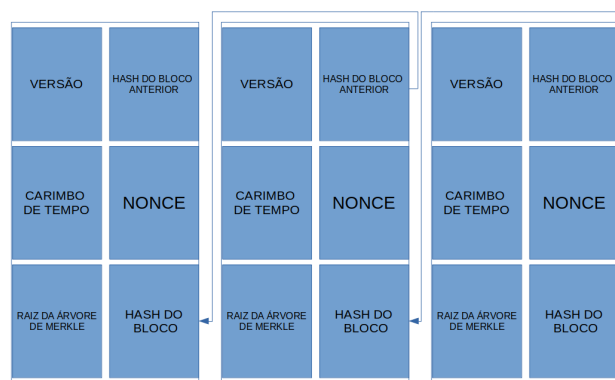 VERSÃO
HASH DO BLOCO
ANTERIOR
CARIMBO
DE TEMPO
NONCE
RAIZ DA ÁRVORE
DE MERKLE
HASH DO
BLOCO
VERSÃO
HASH DO BLOCO
ANTERIOR
CARIMBO
DE TEMPO
NONCE
RAIZ DA ÁRVORE
DE MERKLE
HASH DO
BLOCO
VERSÃO
HASH DO BLOCO
ANTERIOR
CARIMBO
DE TEMPO
NONCE
RAIZ DA ÁRVORE
DE MERKLE
HASH DO
BLOCO